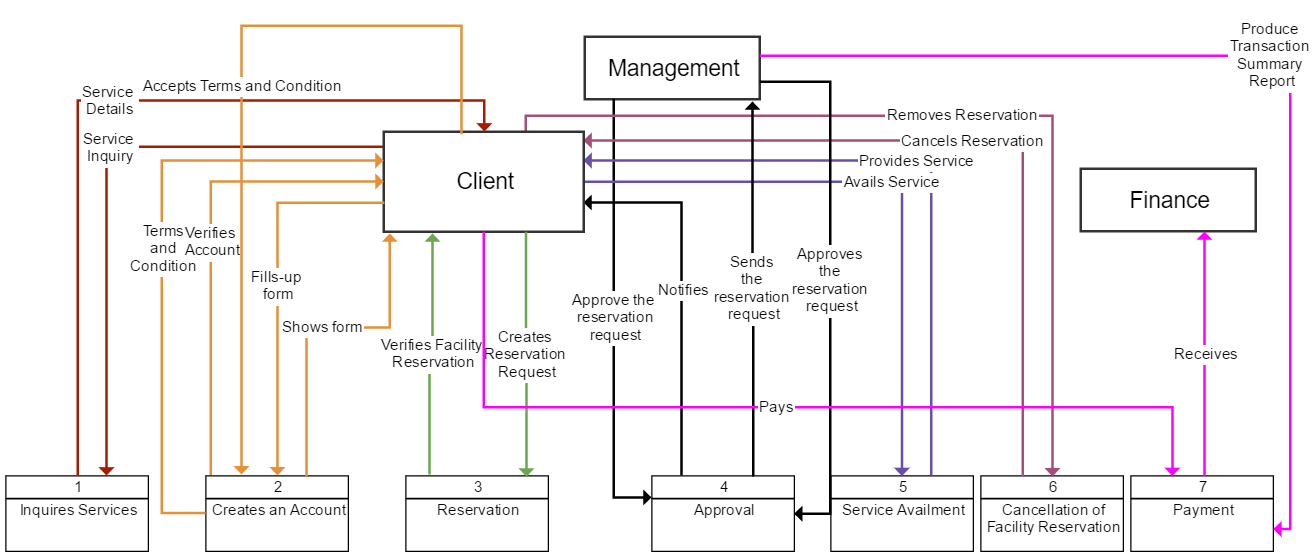 Produce
Transaction
Summary
Report
Management
Accepts Terms and Condition
Service
Details
Removes Reservation
Service
Inquiry
Cancels Reservation
Provides Service
Client
Avails Service
Finance
Terms
and
Condition
Verifies
Account
Fills-up
form
Notifies
Sends
the
reservation
request
Approves
the
reservation
request
Approve the
reservation
request
Shows form
Verifies Facility
Reservation
Creates
Reservation
Request
Receives
Pays
1
Inquires Services
2
Creates an Account
3
Reservation
4
Approval
5
Service Availment
6
Cancellation of
Facility Reservation
7
Payment